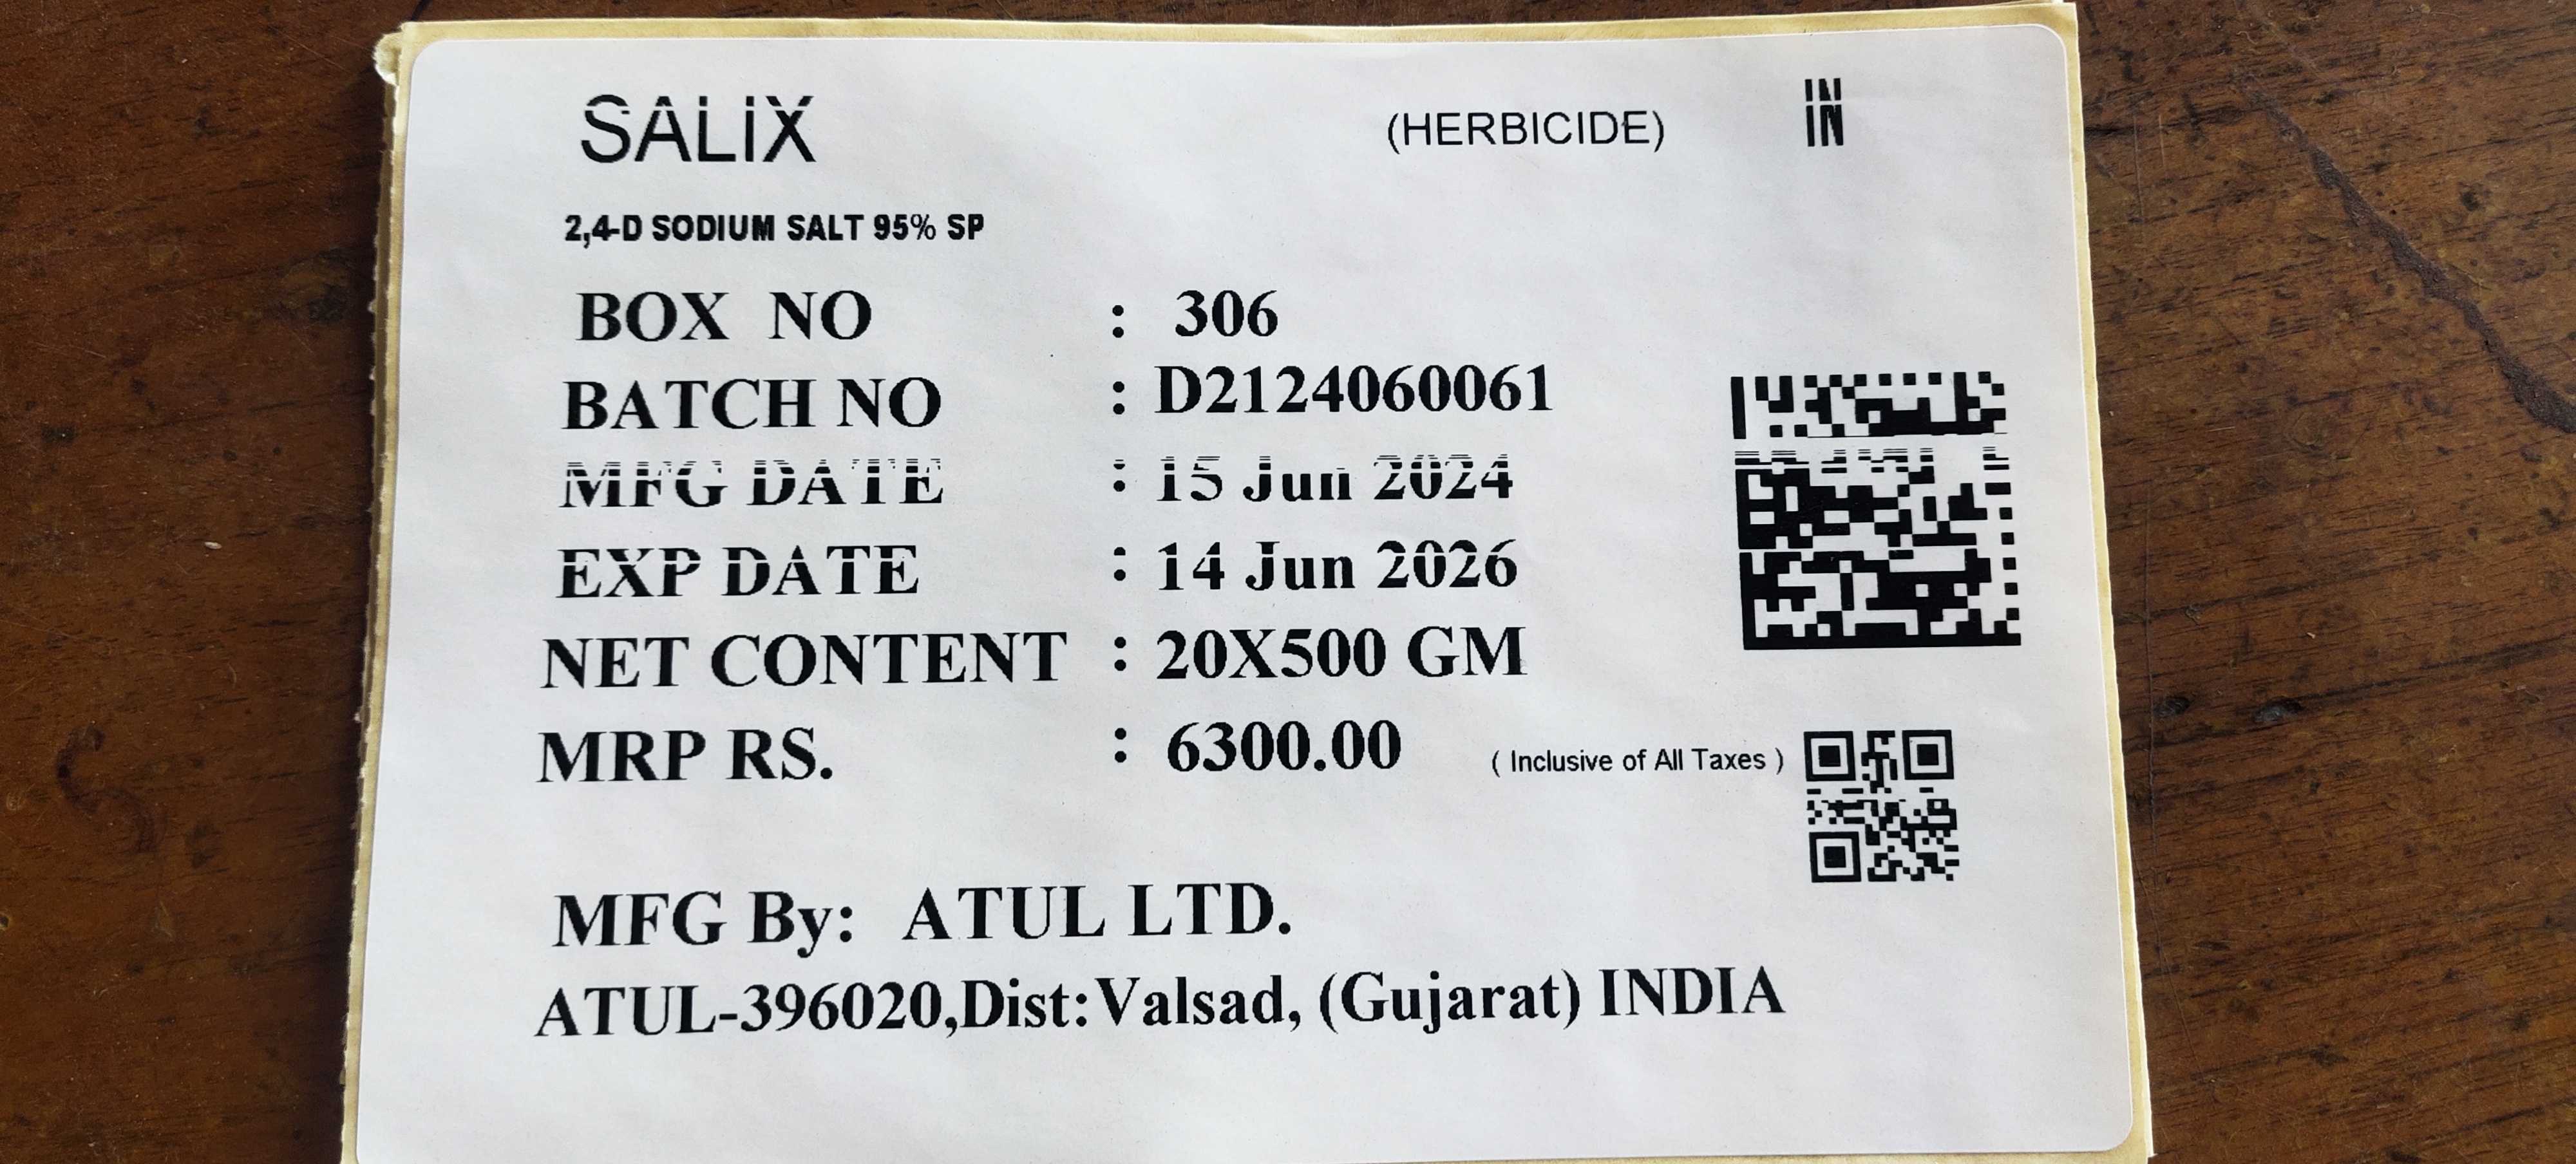 SALIX (HERBICIDE) IN
2,4-D SODIUM SALT 95% SP
BOX NO : 306
BATCH NO : D2124060061
MFG DATE : 15 Jun 2024
EXP DATE : 14 Jun 2026
NET CONTENT : 20X500 GM
MRP RS. : 6300.00 ( Inclusive of All Taxes )
MFG By: ATUL LTD.
ATUL-396020,Dist:Valsad, (Gujarat) INDIA